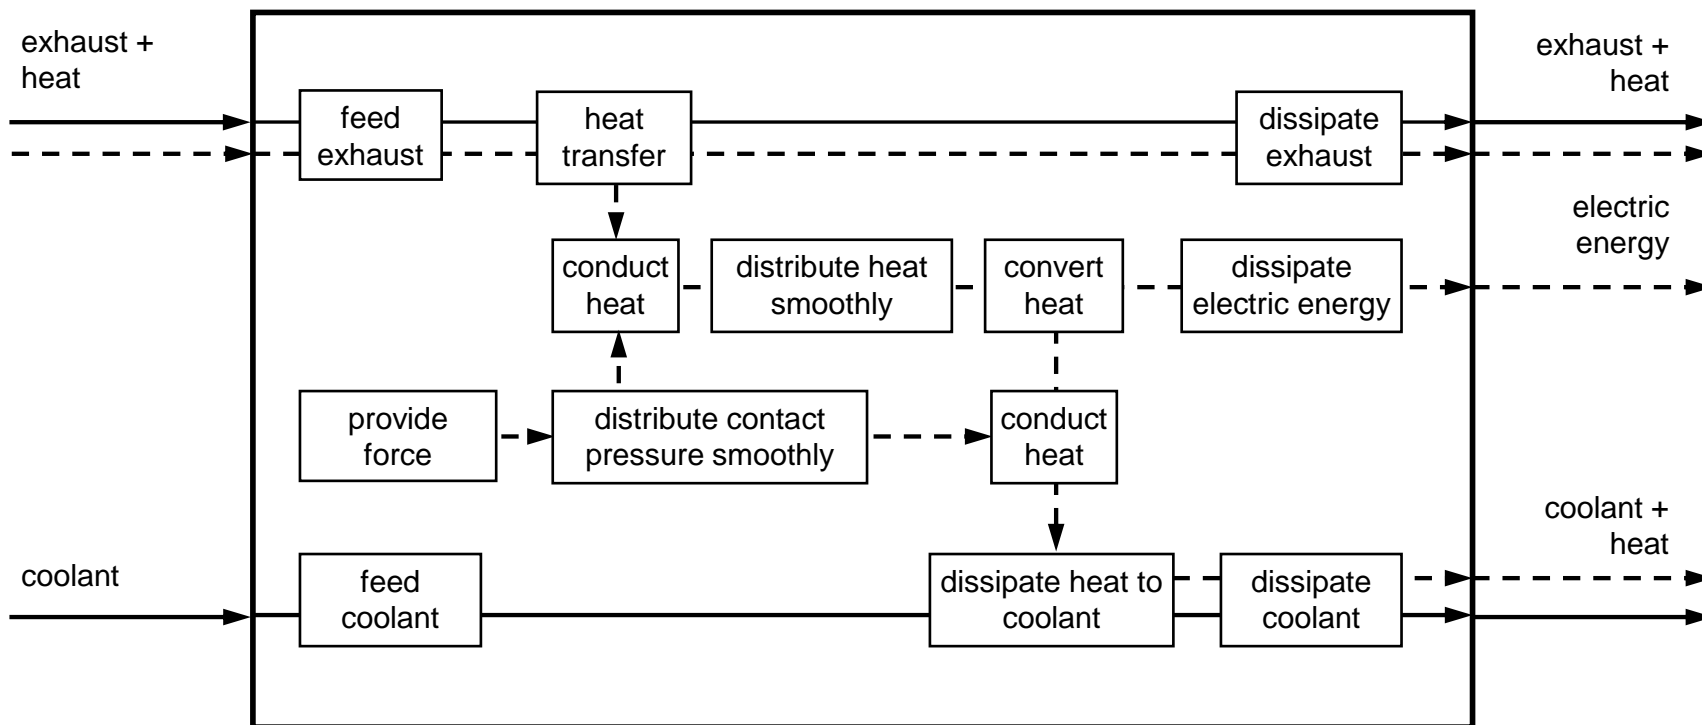 exhaust +
heat
exhaust +
heat
feed
exhaust
heat
transfer
dissipate
exhaust
electric
energy
conduct
heat
distribute heat
smoothly
convert
heat
dissipate
electric energy
provide
force
distribute contact
pressure smoothly
conduct
heat
coolant +
heat
coolant
feed
coolant
dissipate heat to
coolant
dissipate
coolant